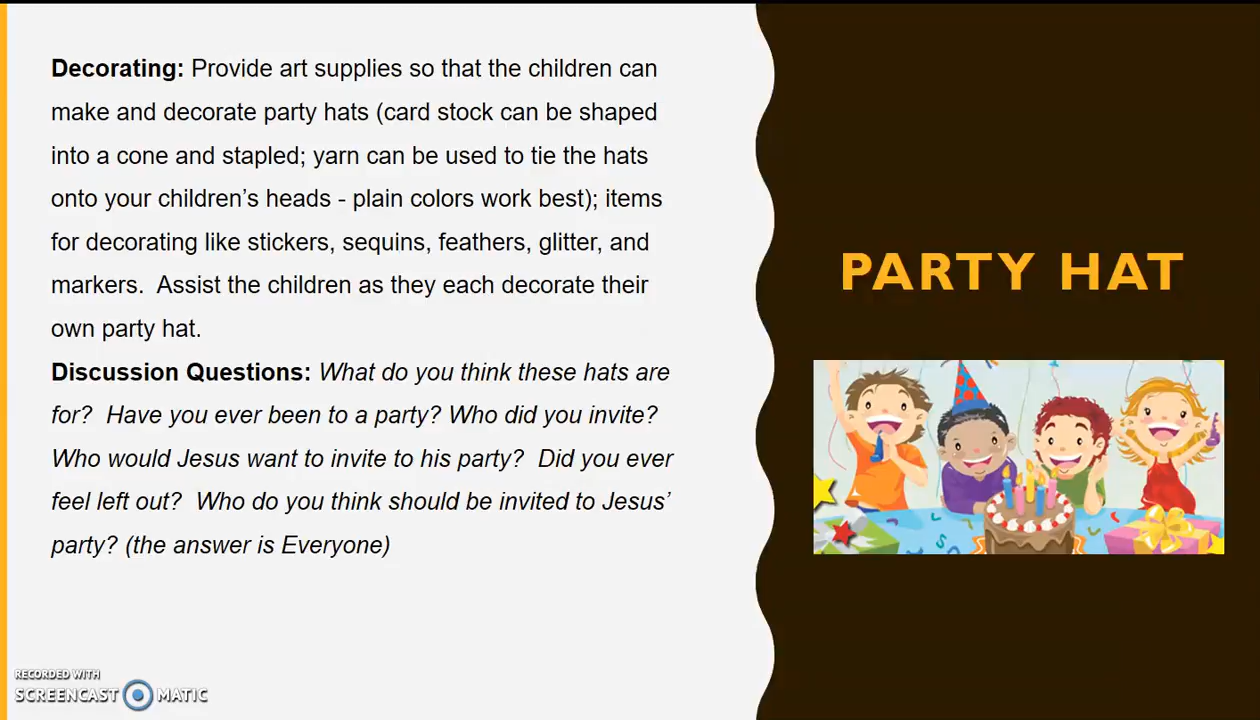 Decorating: Provide art supplies so that the children can
make and decorate party hats (card stock can be shaped
into a cone and stapled; yarn can be used to tie the hats
onto your children’s heads - plain colors work best); items
for decorating like stickers, sequins, feathers, glitter, and
markers.  Assist the children as they each decorate their
own party hat.
Discussion Questions: What do you think these hats are
for?  Have you ever been to a party? Who did you invite?
Who would Jesus want to invite to his party?  Did you ever
feel left out?  Who do you think should be invited to Jesus’
party? (the answer is Everyone)
PARTY HAT
RECORDED WITH
SCREENCAST MATIC